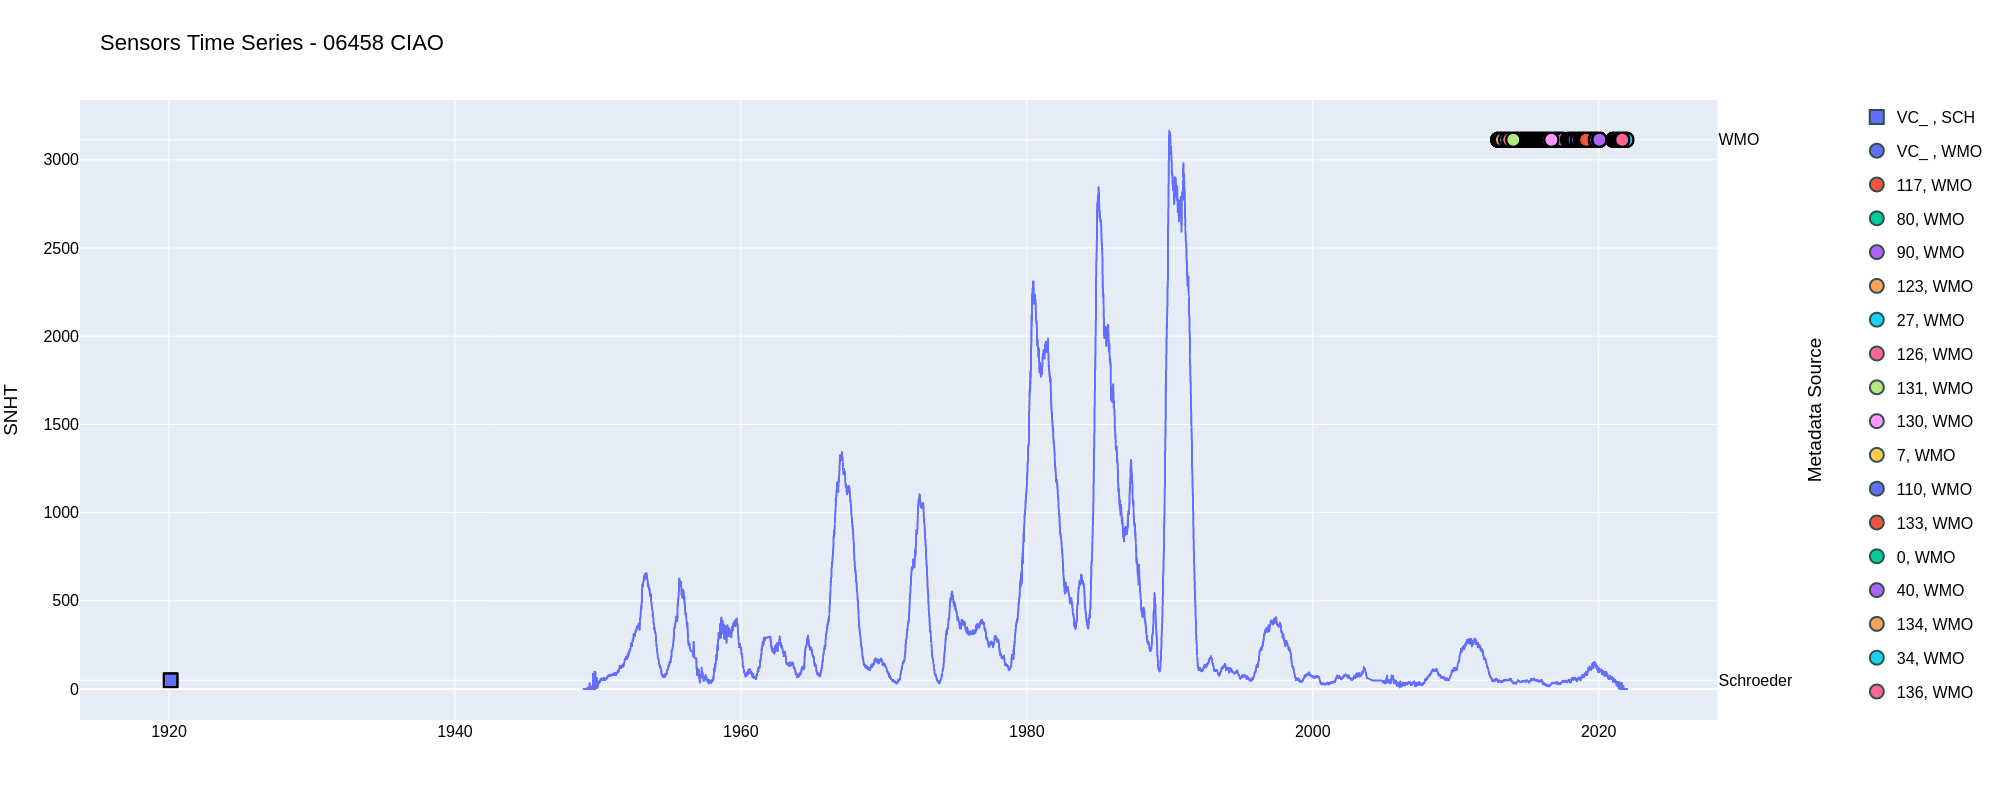 Sensors Time Series - 06458 CIAO
SNHT
3000
2500
2000
1500
1000
500
0
1920
1940
1960
1980
2000
2020
WMO
Schroeder
Metadata Source
VC_ , SCH
VC_ , WMO
117, WMO
80, WMO
90, WMO
123, WMO
27, WMO
126, WMO
131, WMO
130, WMO
7, WMO
110, WMO
133, WMO
0, WMO
40, WMO
134, WMO
34, WMO
136, WMO